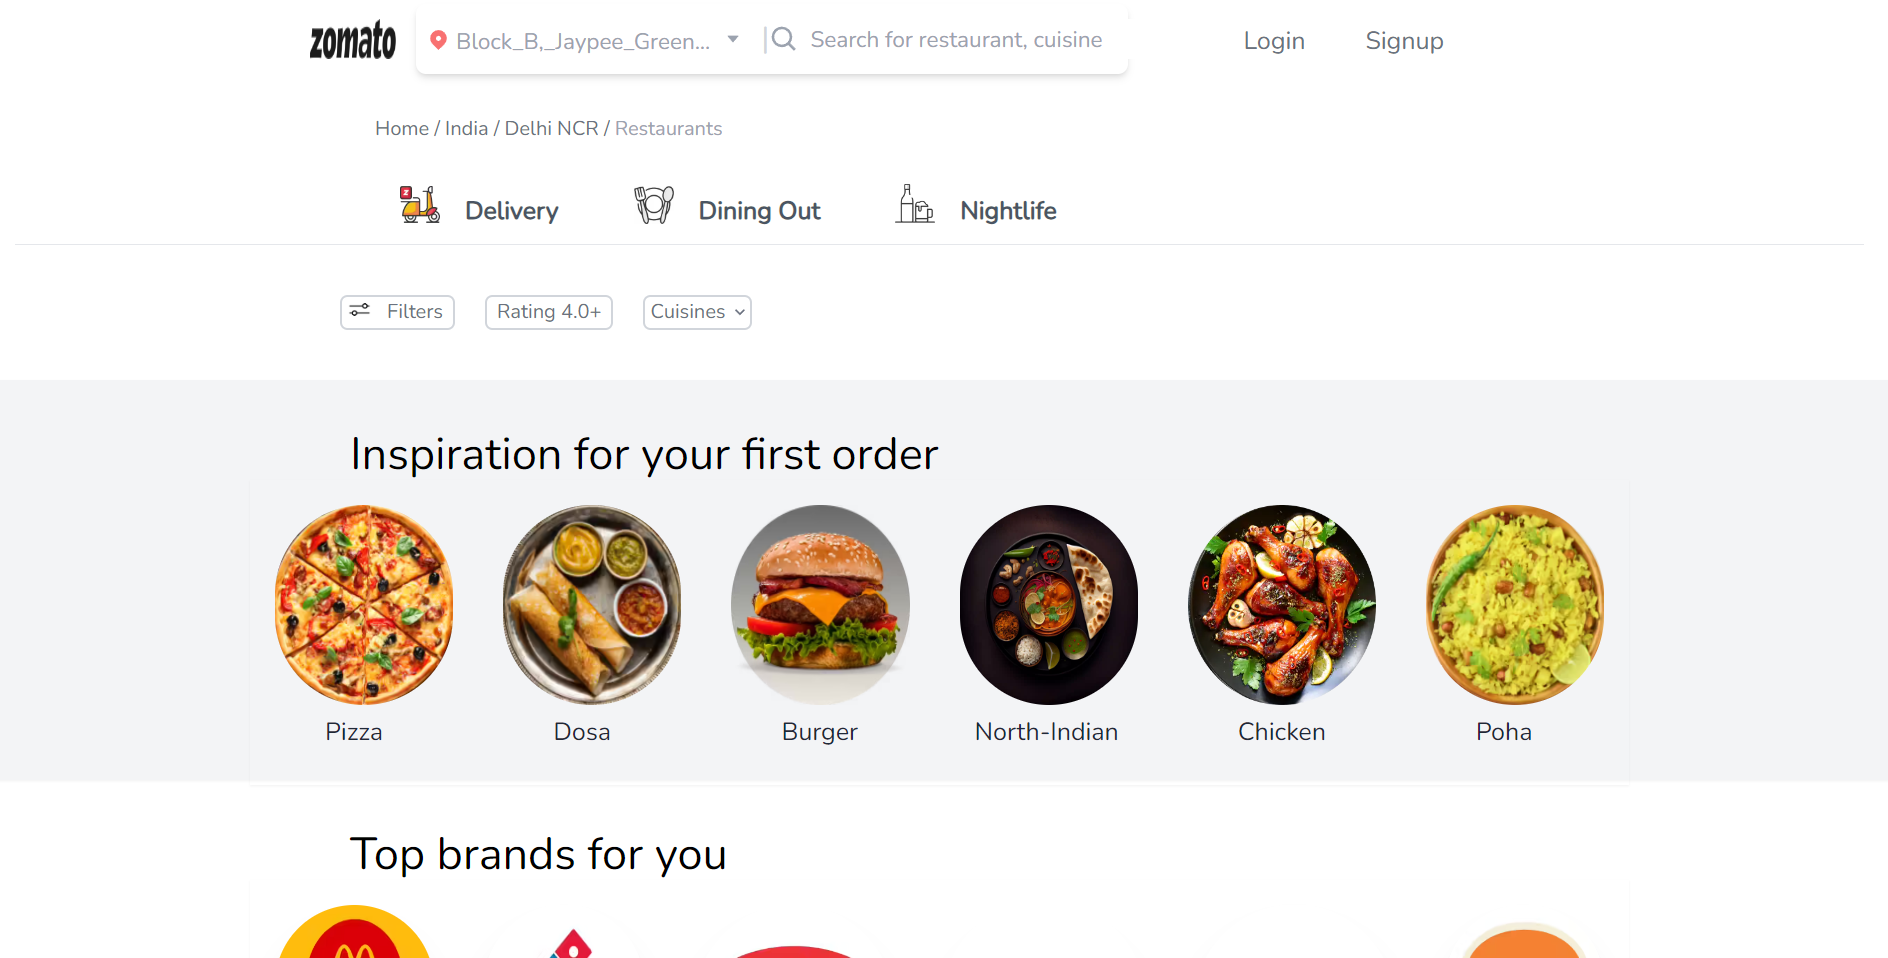 zomato Block_B,_Jaypee_Green... Search for restaurant, cuisine Login Signup
Home / India / Delhi NCR / Restaurants
Delivery Dining Out Nightlife
Filters Rating 4.0+ Cuisines
Inspiration for your first order
Pizza Dosa Burger North-Indian Chicken Poha
Top brands for you